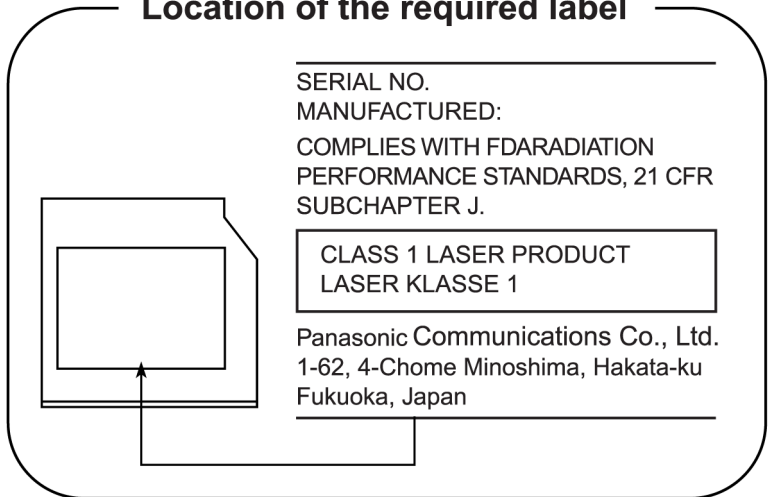 Location of the required label
SERIAL NO.
MANUFACTURED:
COMPLIES WITH FDARADIATION
PERFORMANCE STANDARDS, 21 CFR
SUBCHAPTER J.
CLASS 1 LASER PRODUCT
LASER KLASSE 1
Panasonic Communications Co., Ltd.
1-62, 4-Chome Minoshima, Hakata-ku
Fukuoka, Japan